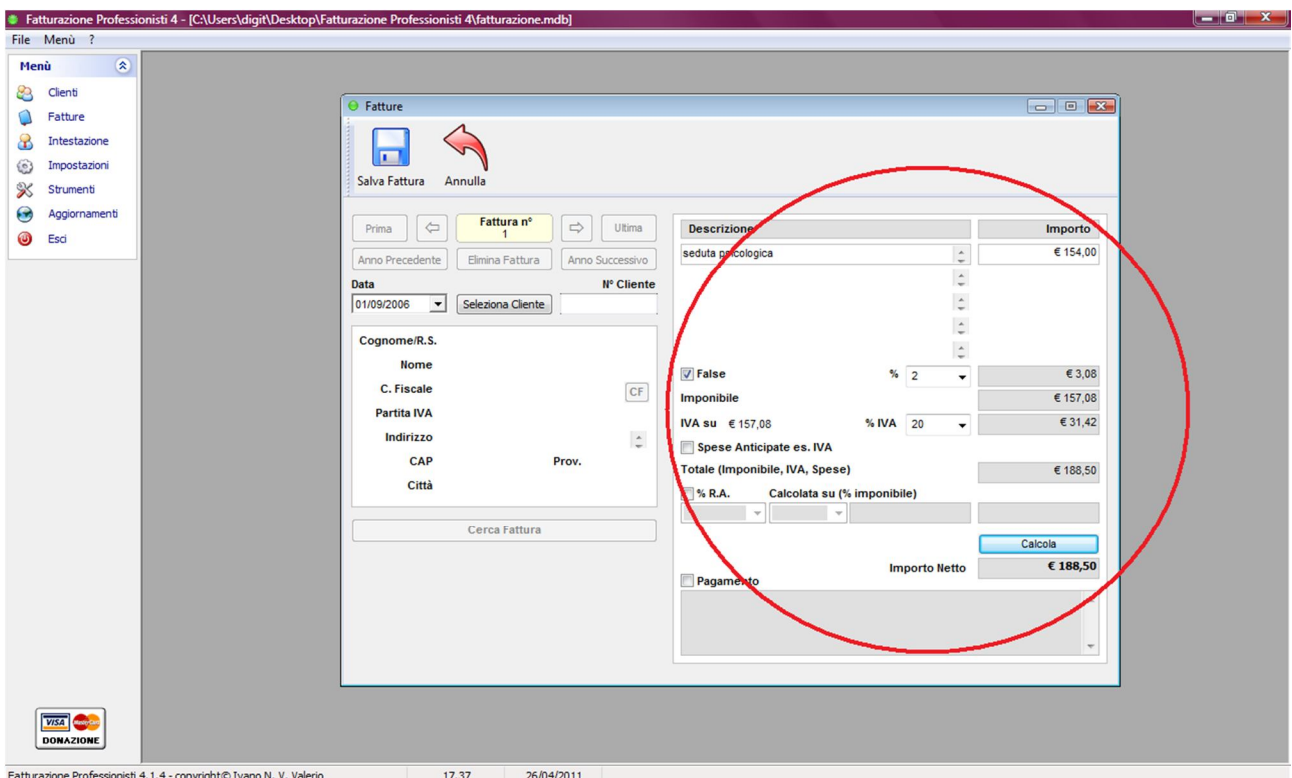 Fatturazione Professionisti 4 - [C:\Users\digit\Desktop\Fatturazione Professionisti 4\fatturazione.mdb]
File Menù ?
Menù
Clienti
Fatture
Intestazione
Impostazioni
Strumenti
Aggiornamenti
Esci
VISA MasterCard
DONAZIONE
Fatture
Salva Fattura Annulla
Prima Fattura n° 1 Ultima
Anno Precedente Elimina Fattura Anno Successivo
Data N° Cliente
01/09/2006 Seleziona Cliente
Cognome/R.S.
Nome
C. Fiscale CF
Partita IVA
Indirizzo
CAP Prov.
Città
Cerca Fattura
Descrizione Importo
seduta psicologica € 154,00
False % 2 € 3,08
Imponibile € 157,08
IVA su € 157,08 % IVA 20 € 31,42
Spese Anticipate es. IVA
Totale (Imponibile, IVA, Spese) € 188,50
% R.A. Calcolata su (% imponibile)
Calcola
Importo Netto € 188,50
Pagamento
Fatturazione Professionisti 4.1.4 - copyright© Ivano N. V. Valerio 17.37 26/04/2011